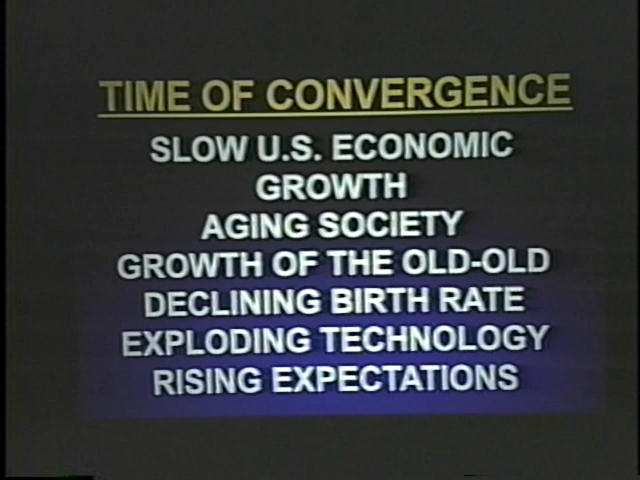 TIME OF CONVERGENCE
SLOW U.S. ECONOMIC
GROWTH
AGING SOCIETY
GROWTH OF THE OLD-OLD
DECLINING BIRTH RATE
EXPLODING TECHNOLOGY
RISING EXPECTATIONS